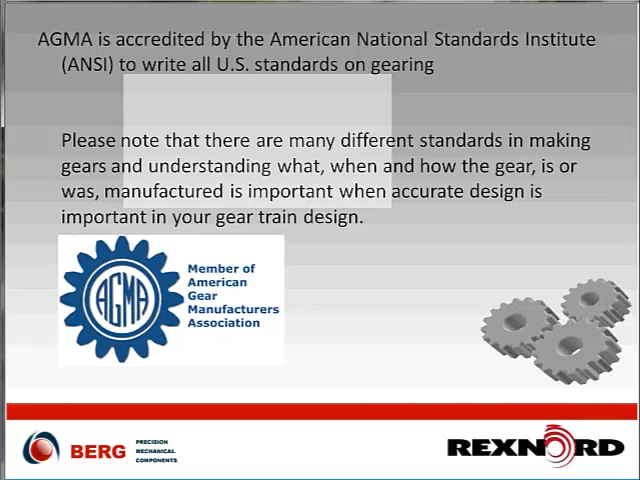 AGMA is accredited by the American National Standards Institute
(ANSI) to write all U.S. standards on gearing
Please note that there are many different standards in making
gears and understanding what, when and how the gear, is or
was, manufactured is important when accurate design is
important in your gear train design.
AGMA
Member of
American
Gear
Manufacturers
Association
BERG
PRECISION
MECHANICAL
COMPONENTS
REXNORD